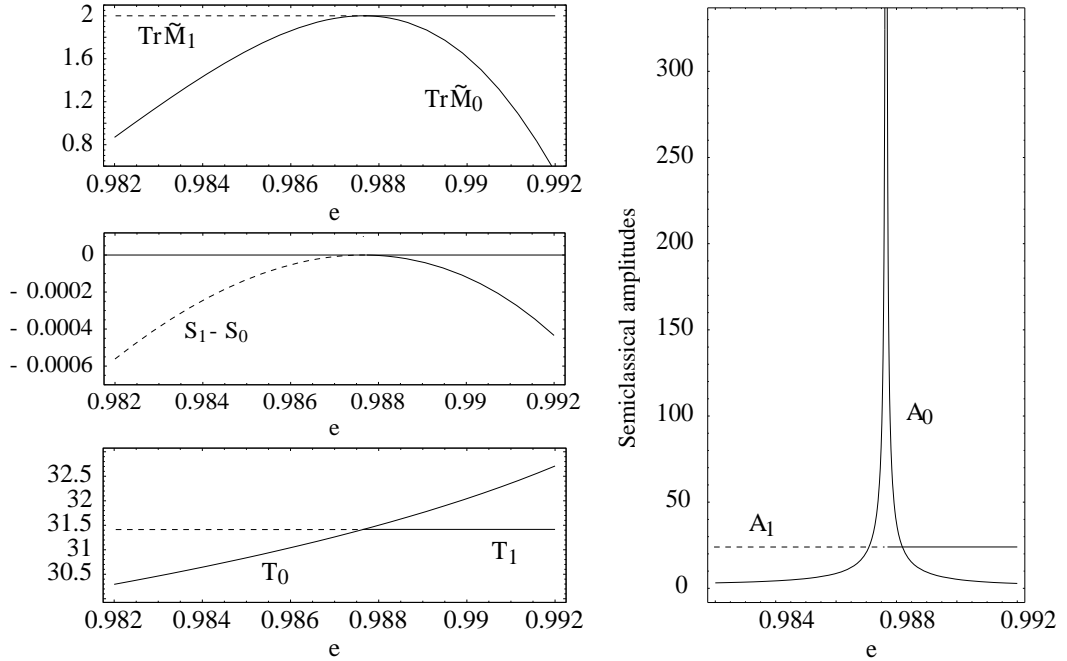 2
1.6
1.2
0.8
TrM̃1
TrM̃0
0.982 0.984 0.986 0.988 0.99 0.992
e
0
- 0.0002
- 0.0004
- 0.0006
S1 - S0
0.982 0.984 0.986 0.988 0.99 0.992
e
32.5
32
31.5
31
30.5
T0
T1
0.982 0.984 0.986 0.988 0.99 0.992
e
Semiclassical amplitudes
300
250
200
150
100
50
0
A0
A1
0.984 0.988 0.992
e